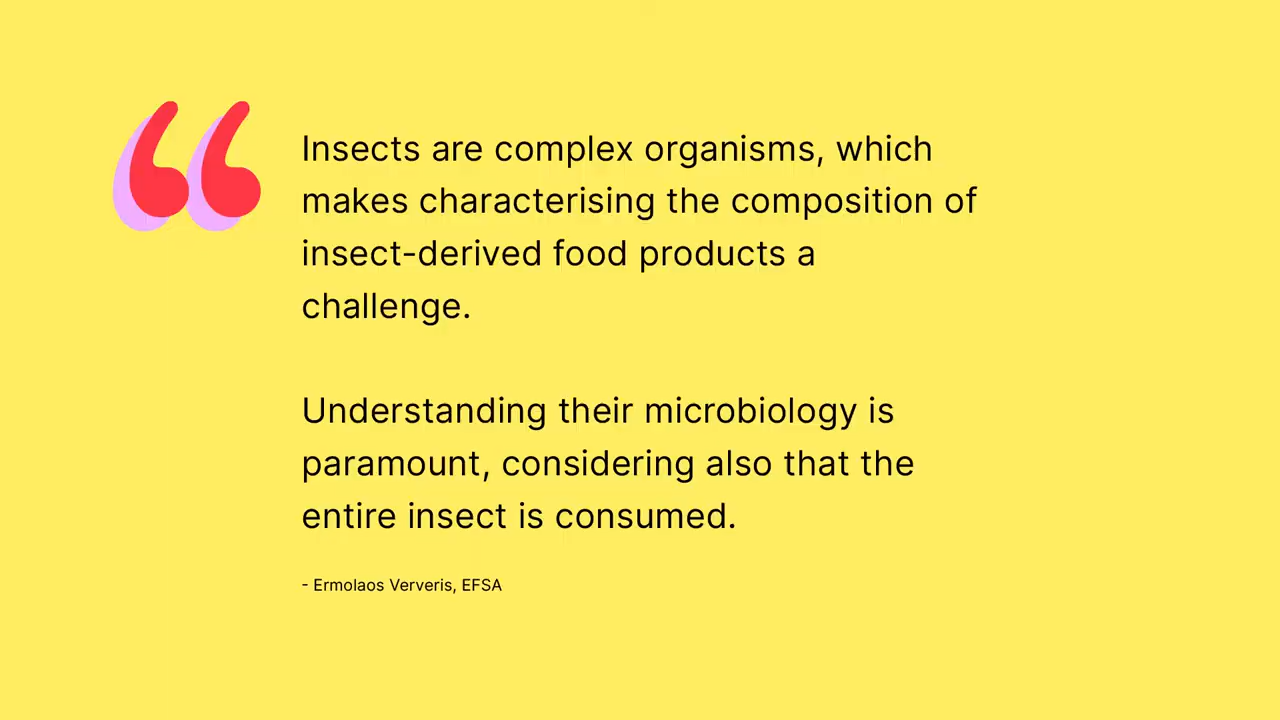 Insects are complex organisms, which
makes characterising the composition of
insect-derived food products a
challenge.
Understanding their microbiology is
paramount, considering also that the
entire insect is consumed.
- Ermolaos Ververis, EFSA